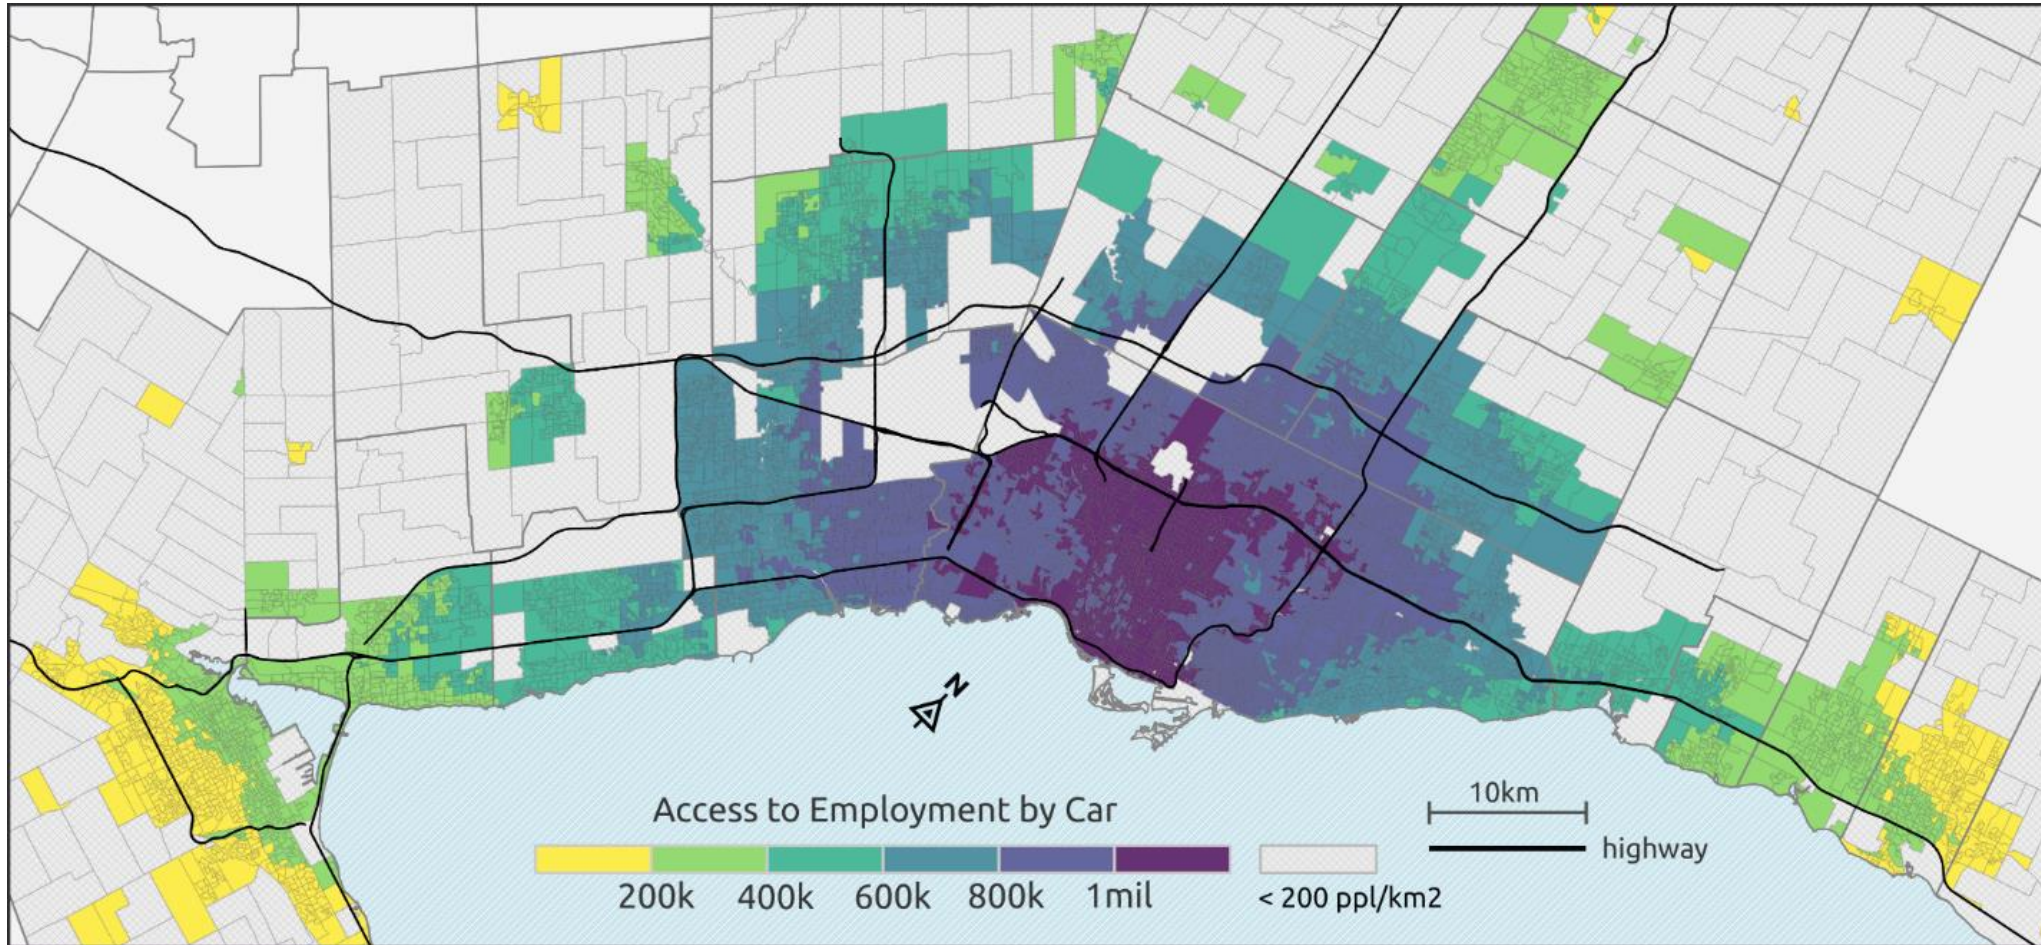 N
Access to Employment by Car
200k 400k 600k 800k 1mil
< 200 ppl/km2
10km
highway